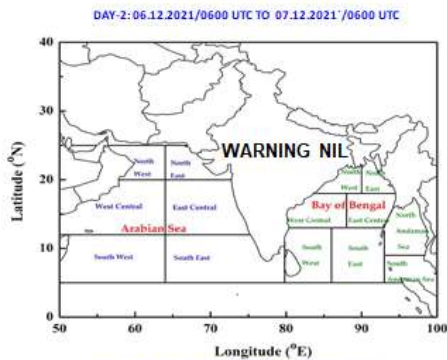 DAY-2: 06.12.2021/0600 UTC TO 07.12.2021`/0600 UTC
40
30
20
10
0
Latitude (°N)
WARNING NIL
North West
North East
West Central
East Central
Arabian Sea
South West
South East
North West
North East
Bay of Bengal
West Central
East Central
South West
South East
North Andaman Sea
South Andaman Sea
50 60 70 80 90 100
Longitude (°E)